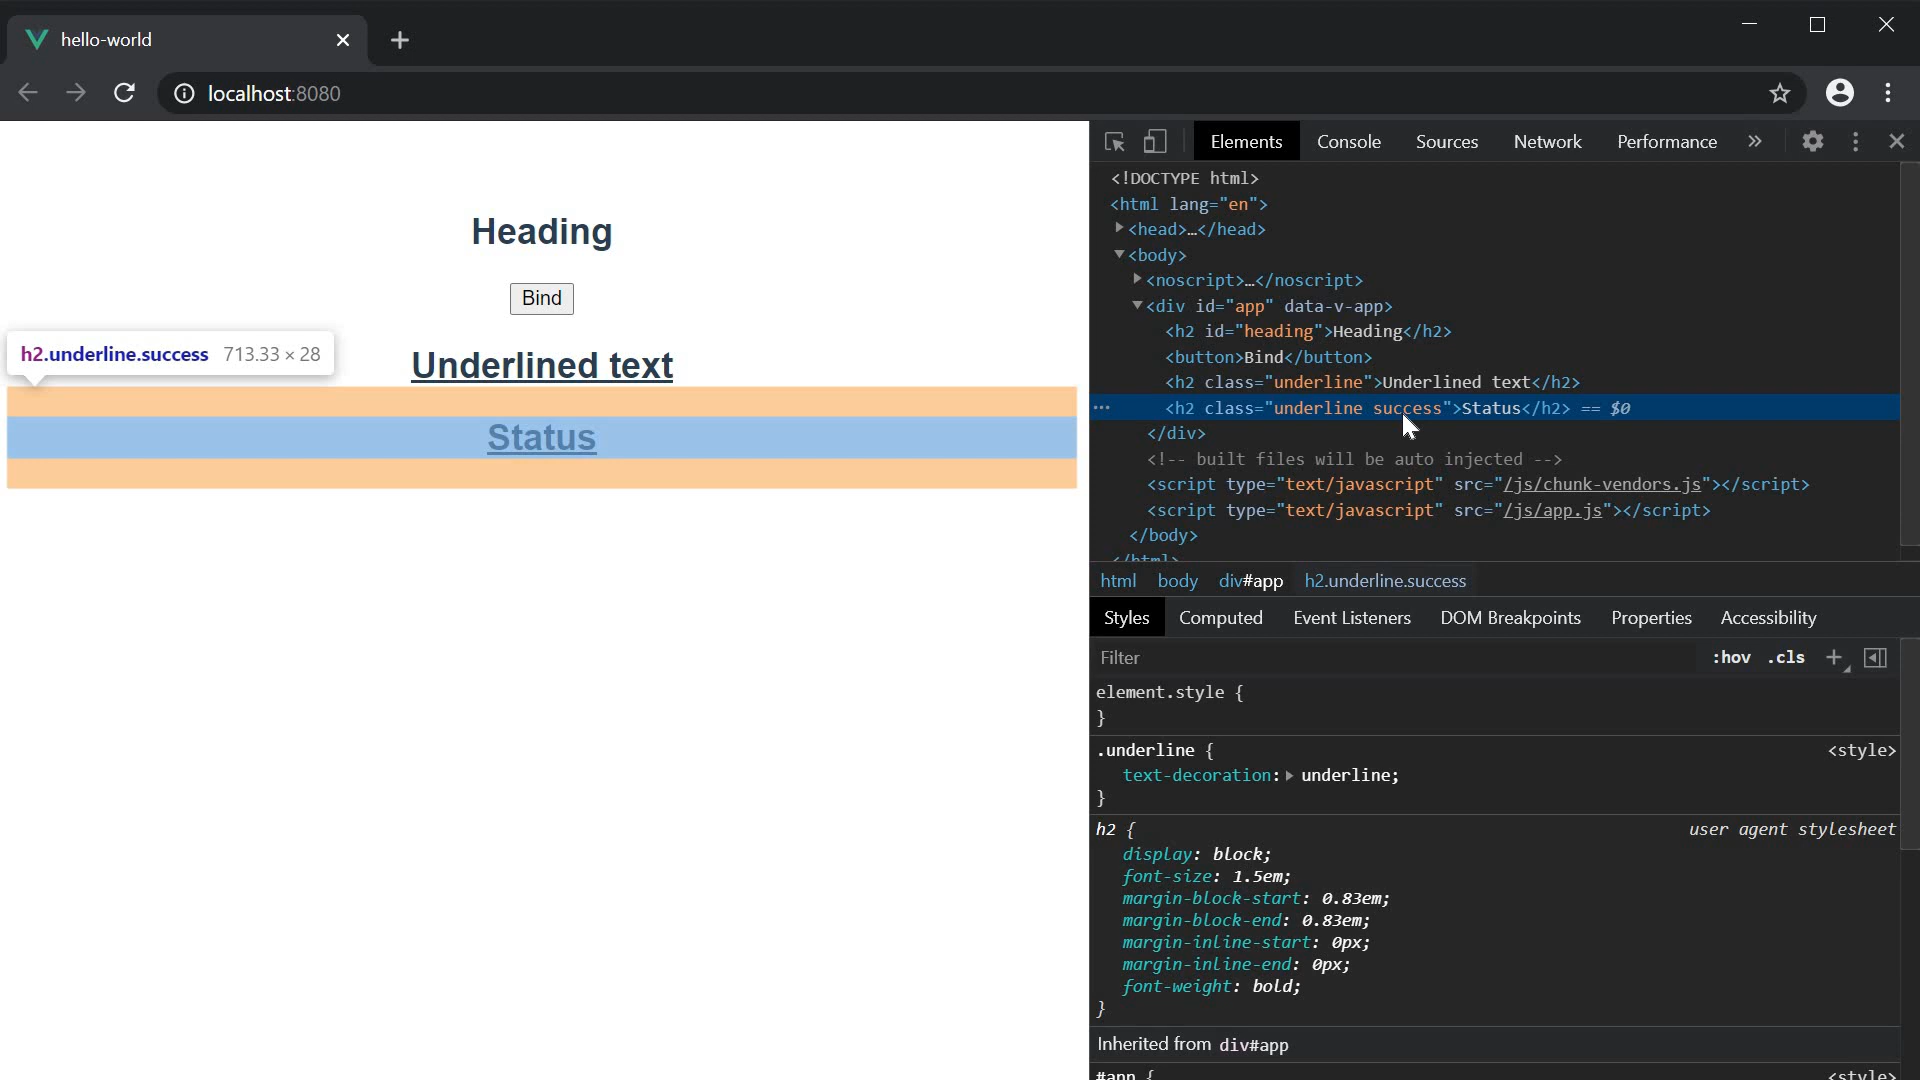 hello-world
localhost:8080
Heading
Bind
Underlined text
h2.underline.success 713.33 × 28
Status
Elements Console Sources Network Performance »
<!DOCTYPE html>
<html lang="en">
<head>…</head>
<body>
<noscript>…</noscript>
<div id="app" data-v-app>
<h2 id="heading">Heading</h2>
<button>Bind</button>
<h2 class="underline">Underlined text</h2>
<h2 class="underline success">Status</h2> == $0
</div>
<!-- built files will be auto injected -->
<script type="text/javascript" src="/js/chunk-vendors.js"></script>
<script type="text/javascript" src="/js/app.js"></script>
</body>
</html>
html body div#app h2.underline.success
Styles Computed Event Listeners DOM Breakpoints Properties Accessibility
Filter :hov .cls +
element.style {
}
.underline { <style>
text-decoration: underline;
}
h2 { user agent stylesheet
display: block;
font-size: 1.5em;
margin-block-start: 0.83em;
margin-block-end: 0.83em;
margin-inline-start: 0px;
margin-inline-end: 0px;
font-weight: bold;
}
Inherited from div#app
#app { <style>